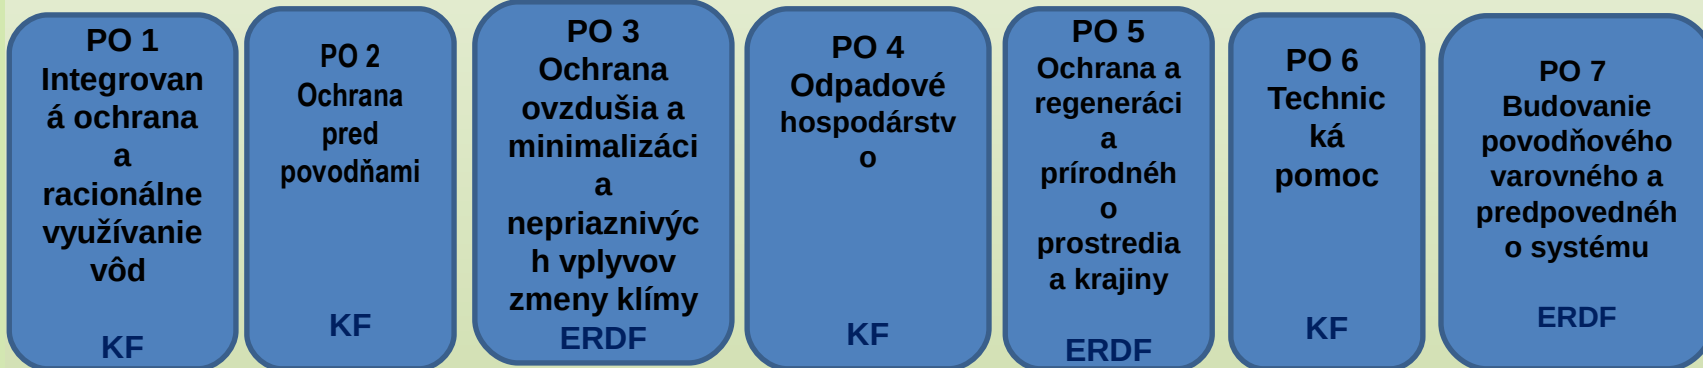 PO 1
Integrovan
á ochrana
a
racionálne
využívanie
vôd
KF
PO 2
Ochrana
pred
povodňami
KF
PO 3
Ochrana
ovzdušia a
minimalizáci
a
nepriaznivýc
h vplyvov
zmeny klímy
ERDF
PO 4
Odpadové
hospodárstv
o
KF
PO 5
Ochrana a
regeneráci
a
prírodnéh
o
prostredia
a krajiny
ERDF
PO 6
Technic
ká
pomoc
KF
PO 7
Budovanie
povodňového
varovného a
predpovednéh
o systému
ERDF